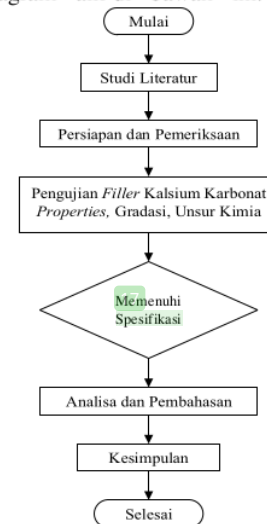 Mulai
Studi Literatur
Persiapan dan Pemeriksaan
Pengujian Filler Kalsium Karbonat
Properties, Gradasi, Unsur Kimia
Memenuhi
Spesifikasi
Analisa dan Pembahasan
Kesimpulan
Selesai